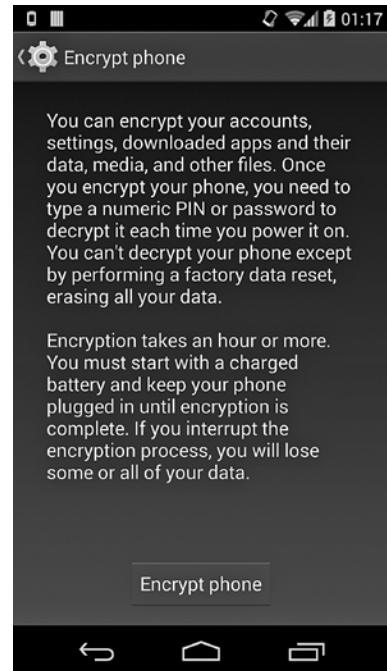 01:17
Encrypt phone
You can encrypt your accounts,
settings, downloaded apps and their
data, media, and other files. Once
you encrypt your phone, you need to
type a numeric PIN or password to
decrypt it each time you power it on.
You can't decrypt your phone except
by performing a factory data reset,
erasing all your data.
Encryption takes an hour or more.
You must start with a charged
battery and keep your phone
plugged in until encryption is
complete. If you interrupt the
encryption process, you will lose
some or all of your data.
Encrypt phone